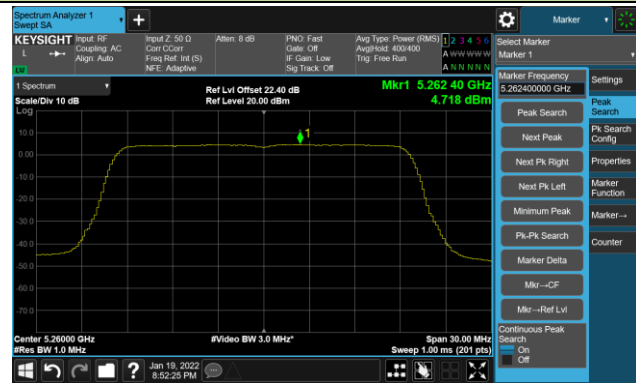 Spectrum Analyzer 1
Swept SA
Marker
KEYSIGHT
L
Input: RF
Coupling: AC
Align: Auto
Input Z: 50 Ω
Corr CCorr
Freq Ref: Int (S)
NFE: Adaptive
Atten: 8 dB
PNO: Fast
Gate: Off
IF Gain: Low
Sig Track: Off
Avg Type: Power (RMS)
Avg|Hold: 400/400
Trig: Free Run
1 2 3 4 5 6
A W W W W W
A N N N N N
Select Marker
Marker 1
1 Spectrum
Scale/Div 10 dB
Log
Ref Lvl Offset 22.40 dB
Ref Level 20.00 dBm
Mkr1 5.262 40 GHz
4.718 dBm
1
10.0
0.00
-10.0
-20.0
-30.0
-40.0
-50.0
-60.0
-70.0
Center 5.26000 GHz
#Res BW 1.0 MHz
#Video BW 3.0 MHz*
Span 30.00 MHz
Sweep 1.00 ms (201 pts)
Marker Frequency
5.262400000 GHz
Peak Search
Next Peak
Next Pk Right
Next Pk Left
Minimum Peak
Pk-Pk Search
Marker Delta
Mkr→CF
Mkr→Ref Lvl
Continuous Peak
Search
On
Off
Settings
Peak
Search
Pk Search
Config
Properties
Marker
Function
Marker→
Counter
?
Jan 19, 2022
8:52:25 PM